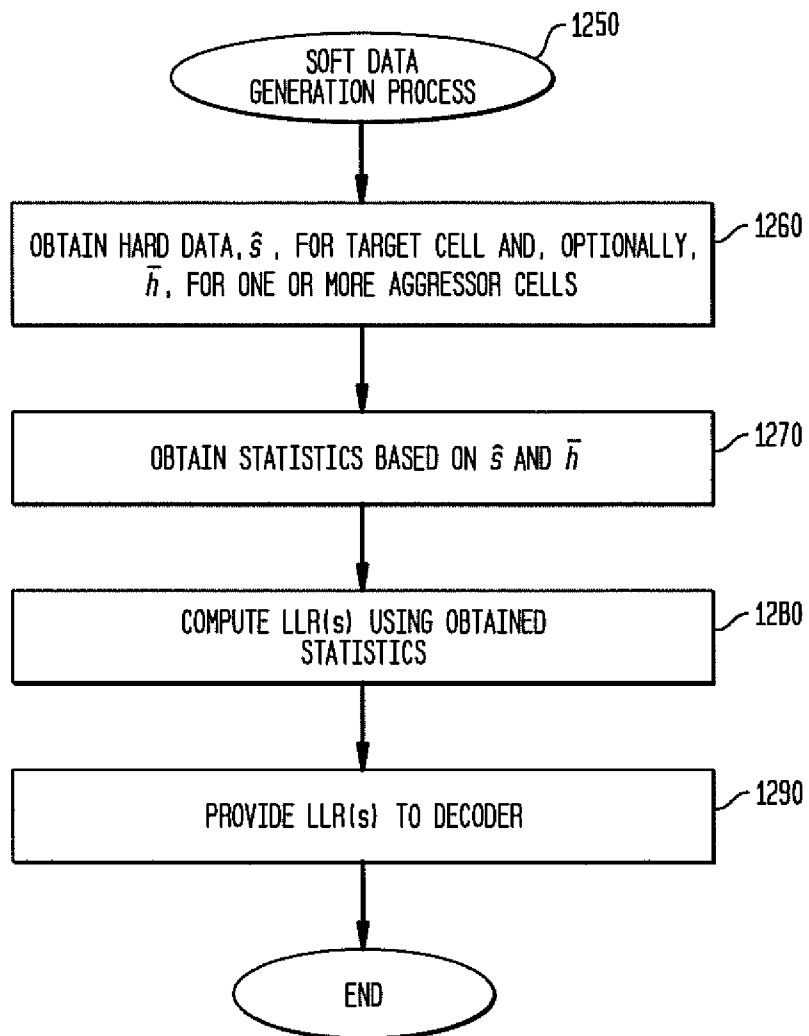 1250
SOFT DATA
GENERATION PROCESS
1260
OBTAIN HARD DATA, ŝ , FOR TARGET CELL AND, OPTIONALLY,
h̄, FOR ONE OR MORE AGGRESSOR CELLS
1270
OBTAIN STATISTICS BASED ON ŝ AND h̄
1280
COMPUTE LLR(s) USING OBTAINED
STATISTICS
1290
PROVIDE LLR(s) TO DECODER
END